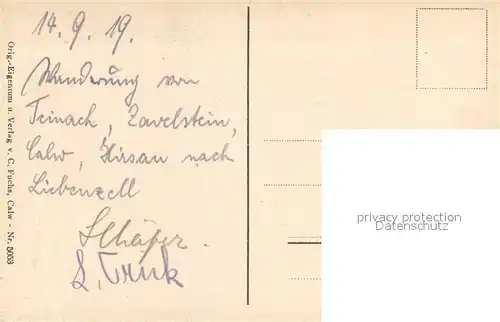 14. 9. 19.
Wanderung von
Teinach, Zavelstein,
Calw, Hirsau nach
Liebenzell
Schäfer.
L.
Orig.-Eigentum u. Verlag v. C. Fuchs, Calw - Nr. 5003
privacy protection
Datenschutz